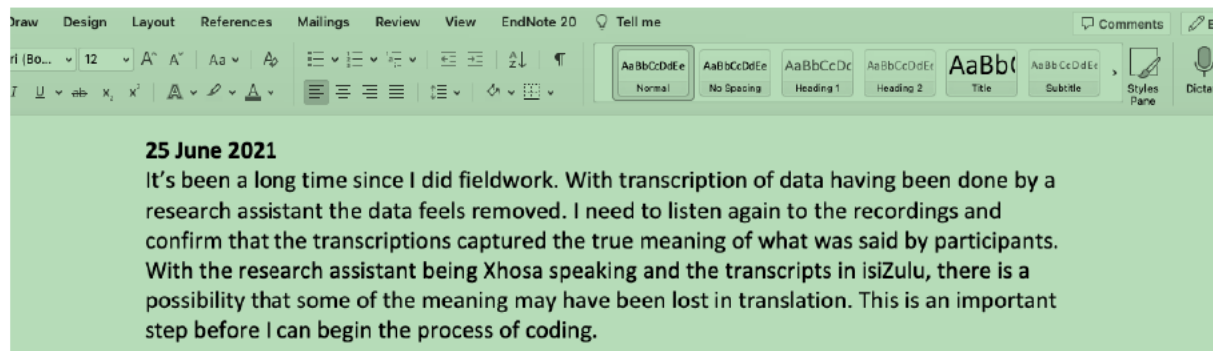 Draw Design Layout References Mailings Review View EndNote 20 Tell me Comments
12 Aa
AaBbCcDdEe AaBbCcDdEe AaBbCcDc AaBbCcDdEe AaBb( AaBbCcDdEe
Normal No Spacing Heading 1 Heading 2 Title Subtitle Styles Pane Dicta
25 June 2021
It’s been a long time since I did fieldwork. With transcription of data having been done by a
research assistant the data feels removed. I need to listen again to the recordings and
confirm that the transcriptions captured the true meaning of what was said by participants.
With the research assistant being Xhosa speaking and the transcripts in isiZulu, there is a
possibility that some of the meaning may have been lost in translation. This is an important
step before I can begin the process of coding.